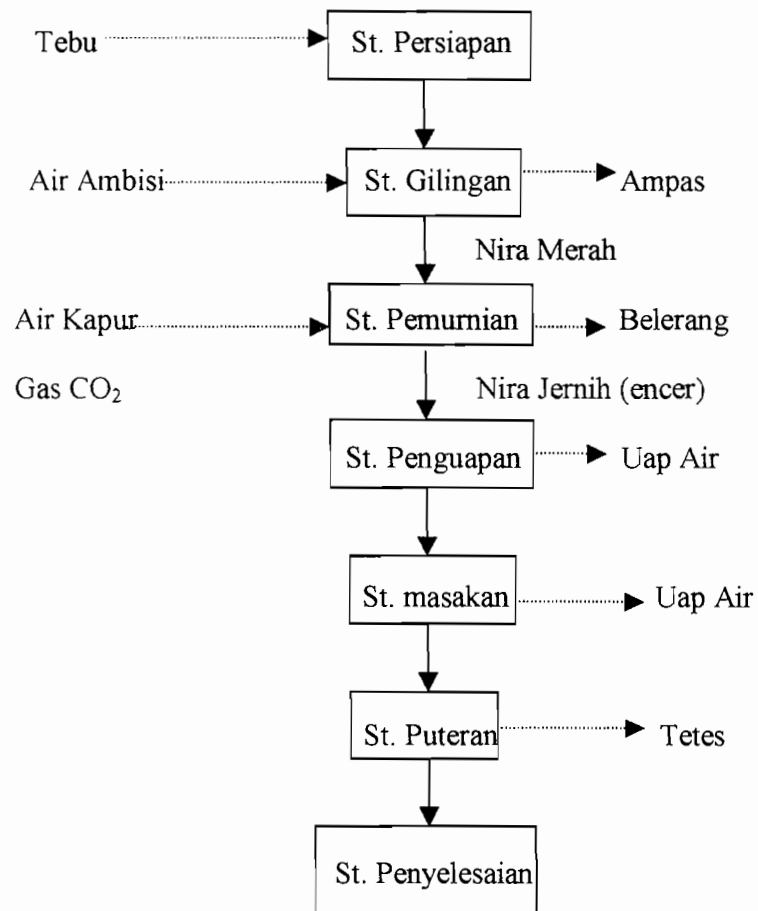 Tebu St. Persiapan
Air Ambisi St. Gilingan Ampas
Nira Merah
Air Kapur St. Pemurnian Belerang
Gas CO₂ Nira Jernih (encer)
St. Penguapan Uap Air
St. masakan Uap Air
St. Puteran Tetes
St. Penyelesaian